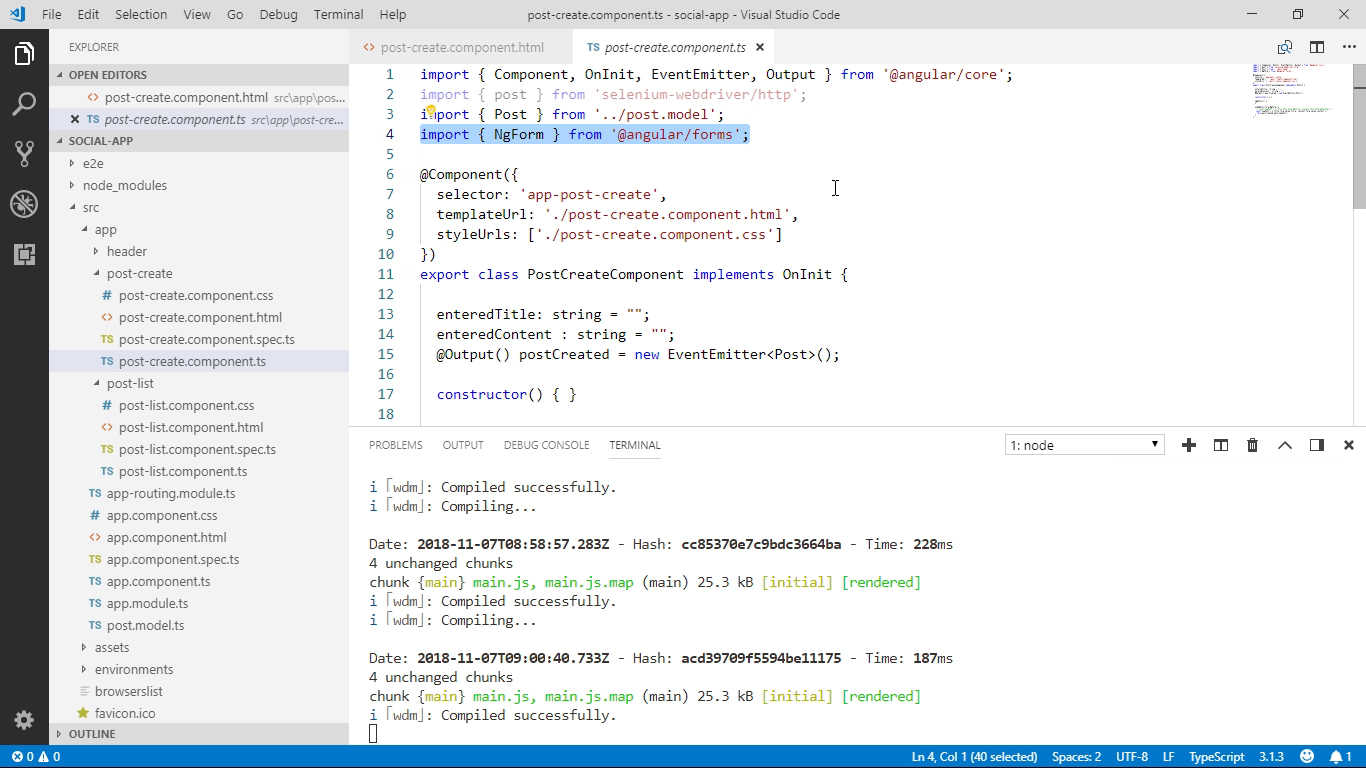 File Edit Selection View Go Debug Terminal Help post-create.component.ts - social-app - Visual Studio Code
EXPLORER
OPEN EDITORS
post-create.component.html src\app\pos...
TS post-create.component.ts src\app\post-cre...
SOCIAL-APP
e2e
node_modules
src
app
header
post-create
# post-create.component.css
<> post-create.component.html
TS post-create.component.spec.ts
TS post-create.component.ts
post-list
# post-list.component.css
<> post-list.component.html
TS post-list.component.spec.ts
TS post-list.component.ts
TS app-routing.module.ts
# app.component.css
<> app.component.html
TS app.component.spec.ts
TS app.component.ts
TS app.module.ts
TS post.model.ts
assets
environments
browserslist
favicon.ico
OUTLINE
<> post-create.component.html TS post-create.component.ts
1 import { Component, OnInit, EventEmitter, Output } from '@angular/core';
2 import { post } from 'selenium-webdriver/http';
3 import { Post } from '../post.model';
4 import { NgForm } from '@angular/forms';
5
6 @Component({
7 selector: 'app-post-create',
8 templateUrl: './post-create.component.html',
9 styleUrls: ['./post-create.component.css']
10 })
11 export class PostCreateComponent implements OnInit {
12
13 enteredTitle: string = "";
14 enteredContent : string = "";
15 @Output() postCreated = new EventEmitter<Post>();
16
17 constructor() { }
18
PROBLEMS OUTPUT DEBUG CONSOLE TERMINAL 1: node
i ｢wdm｣: Compiled successfully.
i ｢wdm｣: Compiling...
Date: 2018-11-07T08:58:57.283Z - Hash: cc85370e7c9bdc3664ba - Time: 228ms
4 unchanged chunks
chunk {main} main.js, main.js.map (main) 25.3 kB [initial] [rendered]
i ｢wdm｣: Compiled successfully.
i ｢wdm｣: Compiling...
Date: 2018-11-07T09:00:40.733Z - Hash: acd39709f5594be11175 - Time: 187ms
4 unchanged chunks
chunk {main} main.js, main.js.map (main) 25.3 kB [initial] [rendered]
i ｢wdm｣: Compiled successfully.
0 0 Ln 4, Col 1 (40 selected) Spaces: 2 UTF-8 LF TypeScript 3.1.3 1